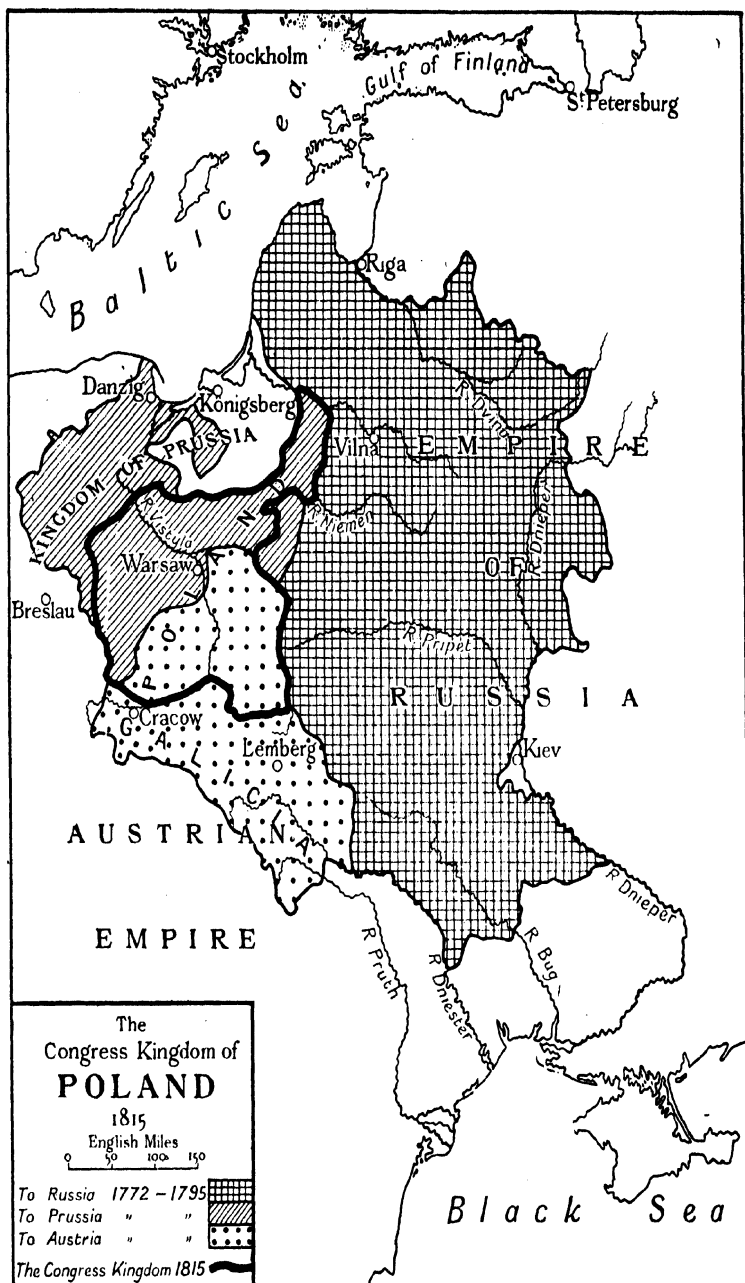 Stockholm
Gulf of Finland
St. Petersburg
Baltic Sea
Riga
Danzig
Königsberg
R. Dvina
KINGDOM OF PRUSSIA
Vilna
EMPIRE
R. Vistula
R. Niemen
R. Dnieper
Warsaw
OF
Breslau
POLAND
R. Pripet
RUSSIA
Cracow
Lemberg
Kiev
GALICIA
AUSTRIAN
R Dnieper
EMPIRE
R Pruth
R Dniester
R Bug
The
Congress Kingdom of
POLAND
1815
English Miles
0 50 100 150
To Russia 1772-1795
To Prussia " "
To Austria " "
The Congress Kingdom 1815
Black Sea